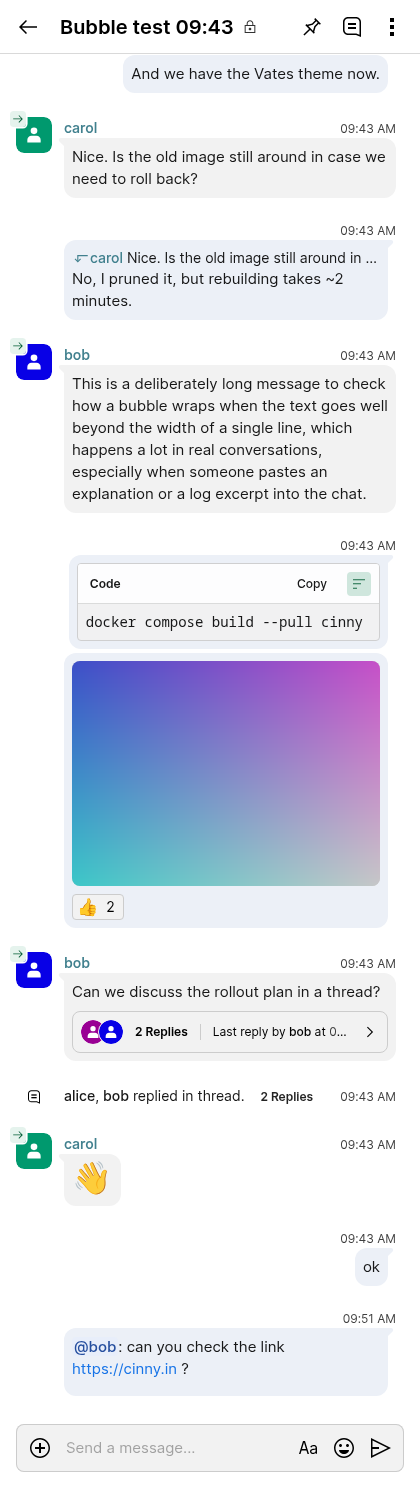 Bubble test 09:43
And we have the Vates theme now.
carol 09:43 AM
Nice. Is the old image still around in case we
need to roll back?
09:43 AM
carol Nice. Is the old image still around in ...
No, I pruned it, but rebuilding takes ~2
minutes.
bob 09:43 AM
This is a deliberately long message to check
how a bubble wraps when the text goes well
beyond the width of a single line, which
happens a lot in real conversations,
especially when someone pastes an
explanation or a log excerpt into the chat.
09:43 AM
Code Copy
docker compose build --pull cinny
👍 2
bob 09:43 AM
Can we discuss the rollout plan in a thread?
2 Replies Last reply by bob at 0...
alice, bob replied in thread. 2 Replies 09:43 AM
carol 09:43 AM
👋
09:43 AM
ok
09:51 AM
@bob: can you check the link
https://cinny.in ?
Send a message... Aa